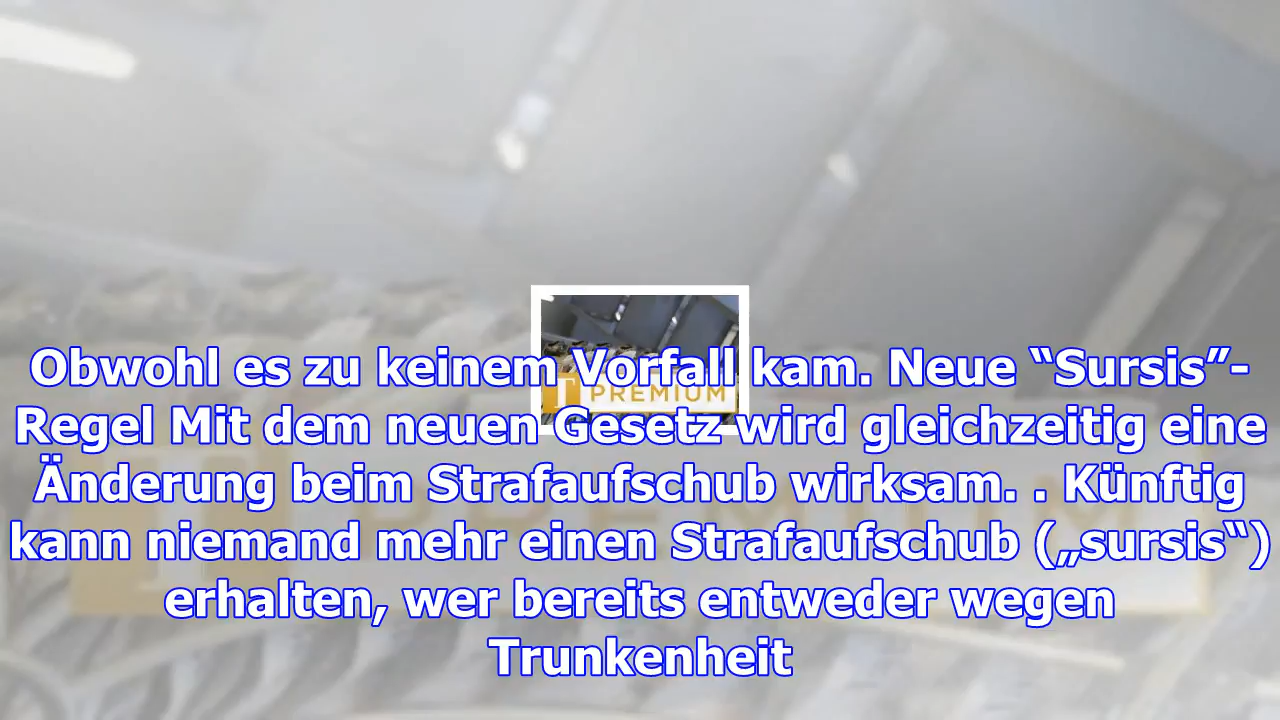 Obwohl es zu keinem Vorfall kam. Neue “Sursis”-
Regel Mit dem neuen Gesetz wird gleichzeitig eine
Änderung beim Strafaufschub wirksam. . Künftig
kann niemand mehr einen Strafaufschub („sursis“)
erhalten, wer bereits entweder wegen
Trunkenheit
T PREMIUM